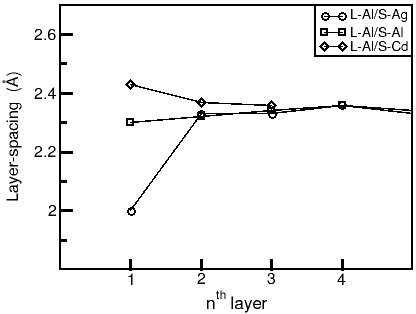 L-Al/S-Ag
L-Al/S-Al
L-Al/S-Cd
2.6
2.4
2.2
2
Layer-spacing (Å)
1 2 3 4
nth layer